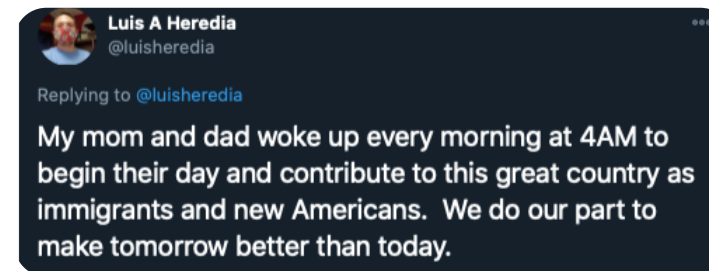 Luis A Heredia
@luisheredia
Replying to @luisheredia
My mom and dad woke up every morning at 4AM to
begin their day and contribute to this great country as
immigrants and new Americans.  We do our part to
make tomorrow better than today.